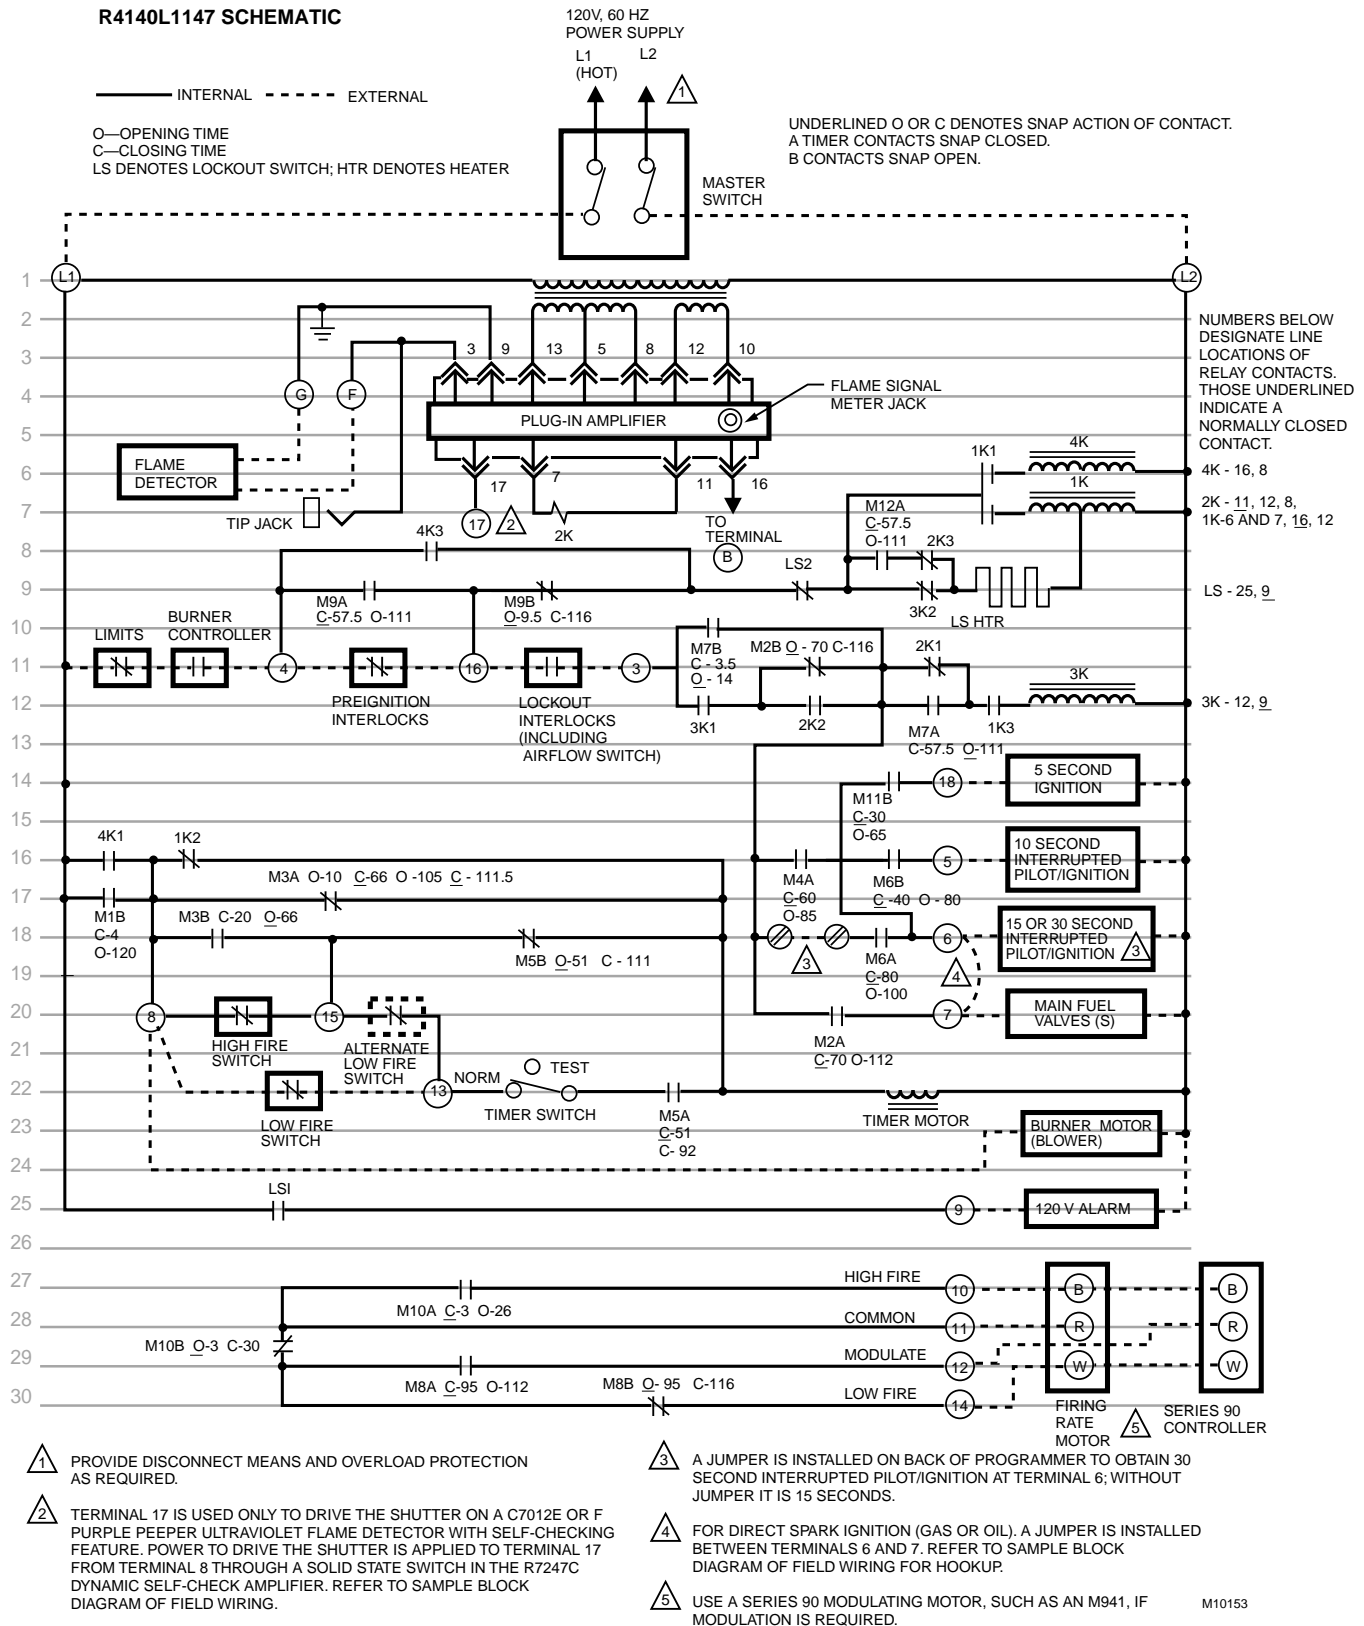 R4140L1147 SCHEMATIC
120V, 60 HZ
POWER SUPPLY
L1
(HOT)
L2
1
INTERNAL
EXTERNAL
O—OPENING TIME
C—CLOSING TIME
LS DENOTES LOCKOUT SWITCH; HTR DENOTES HEATER
UNDERLINED O OR C DENOTES SNAP ACTION OF CONTACT.
A TIMER CONTACTS SNAP CLOSED.
B CONTACTS SNAP OPEN.
MASTER
SWITCH
1
L1
L2
2
NUMBERS BELOW
DESIGNATE LINE
LOCATIONS OF
RELAY CONTACTS.
THOSE UNDERLINED
INDICATE A
NORMALLY CLOSED
CONTACT.
3
3 9 13 5 8 12 10
4
G
F
FLAME SIGNAL
METER JACK
PLUG-IN AMPLIFIER
5
FLAME
DETECTOR
6
1K1
4K
4K - 16, 8
17
7
11
16
1K
2K - 11, 12, 8,
1K-6 AND 7, 16, 12
7
TIP JACK
17
2
2K
TO
TERMINAL
B
M12A
C-57.5
O-111
8
4K3
LS2
2K3
9
M9A
C-57.5 O-111
M9B
O-9.5 C-116
3K2
LS HTR
LS - 25, 9
10
LIMITS
BURNER
CONTROLLER
M7B
C - 3.5
O - 14
M2B O - 70 C-116
2K1
11
4
16
3
3K
PREIGNITION
INTERLOCKS
LOCKOUT
INTERLOCKS
(INCLUDING
AIRFLOW SWITCH)
12
3K1
2K2
M7A
C-57.5 O-111
1K3
3K - 12, 9
13
14
18
5 SECOND
IGNITION
M11B
C-30
O-65
15
16
4K1
1K2
5
10 SECOND
INTERRUPTED
PILOT/IGNITION
M3A O-10 C-66 O -105 C - 111.5
M4A
C-60
O-85
M6B
C -40 O - 80
17
M1B
C-4
O-120
M3B C-20 O-66
18
M5B O-51 C - 111
3
M6A
C-80
O-100
6
15 OR 30 SECOND
INTERRUPTED
PILOT/IGNITION
3
4
19
20
8
15
7
MAIN FUEL
VALVES (S)
HIGH FIRE
SWITCH
ALTERNATE
LOW FIRE
SWITCH
M2A
C-70 O-112
21
TEST
22
NORM
13
TIMER SWITCH
M5A
C-51
C- 92
TIMER MOTOR
LOW FIRE
SWITCH
23
BURNER MOTOR
(BLOWER)
24
25
LSI
9
120 V ALARM
26
27
HIGH FIRE
10
B
B
M10A C-3 O-26
28
COMMON
11
R
R
M10B O-3 C-30
29
MODULATE
12
W
W
M8A C-95 O-112
M8B O- 95 C-116
30
LOW FIRE
14
FIRING
RATE
MOTOR
5
SERIES 90
CONTROLLER
1 PROVIDE DISCONNECT MEANS AND OVERLOAD PROTECTION
AS REQUIRED.
2 TERMINAL 17 IS USED ONLY TO DRIVE THE SHUTTER ON A C7012E OR F
PURPLE PEEPER ULTRAVIOLET FLAME DETECTOR WITH SELF-CHECKING
FEATURE. POWER TO DRIVE THE SHUTTER IS APPLIED TO TERMINAL 17
FROM TERMINAL 8 THROUGH A SOLID STATE SWITCH IN THE R7247C
DYNAMIC SELF-CHECK AMPLIFIER. REFER TO SAMPLE BLOCK
DIAGRAM OF FIELD WIRING.
3 A JUMPER IS INSTALLED ON BACK OF PROGRAMMER TO OBTAIN 30
SECOND INTERRUPTED PILOT/IGNITION AT TERMINAL 6; WITHOUT
JUMPER IT IS 15 SECONDS.
4 FOR DIRECT SPARK IGNITION (GAS OR OIL). A JUMPER IS INSTALLED
BETWEEN TERMINALS 6 AND 7. REFER TO SAMPLE BLOCK
DIAGRAM OF FIELD WIRING FOR HOOKUP.
5 USE A SERIES 90 MODULATING MOTOR, SUCH AS AN M941, IF
MODULATION IS REQUIRED.
M10153